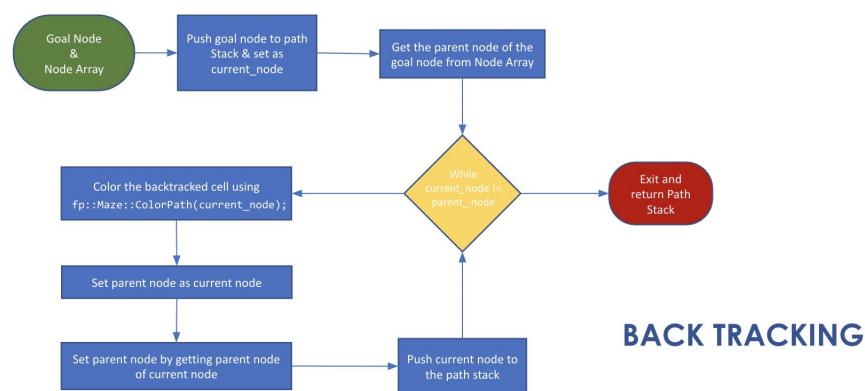 Goal Node
&
Node Array
Push goal node to path
Stack & set as
current_node
Get the parent node of the
goal node from Node Array
While
current_node !=
parent_node
Exit and
return Path
Stack
Color the backtracked cell using
fp::Maze::ColorPath(current_node);
Set parent node as current node
Set parent node by getting parent node
of current node
Push current node to
the path stack
BACK TRACKING